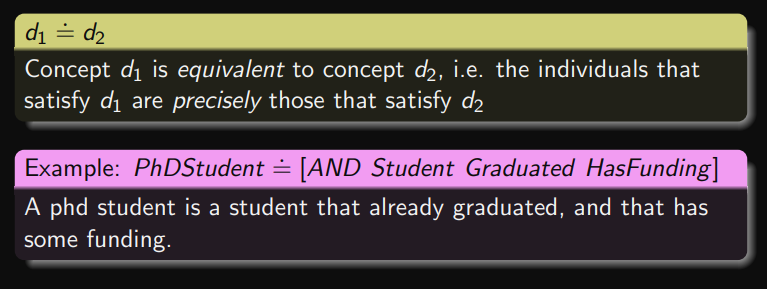 d₁ ≐ d₂
Concept d₁ is equivalent to concept d₂, i.e. the individuals that
satisfy d₁ are precisely those that satisfy d₂
Example: PhDStudent ≐ [AND Student Graduated HasFunding]
A phd student is a student that already graduated, and that has
some funding.